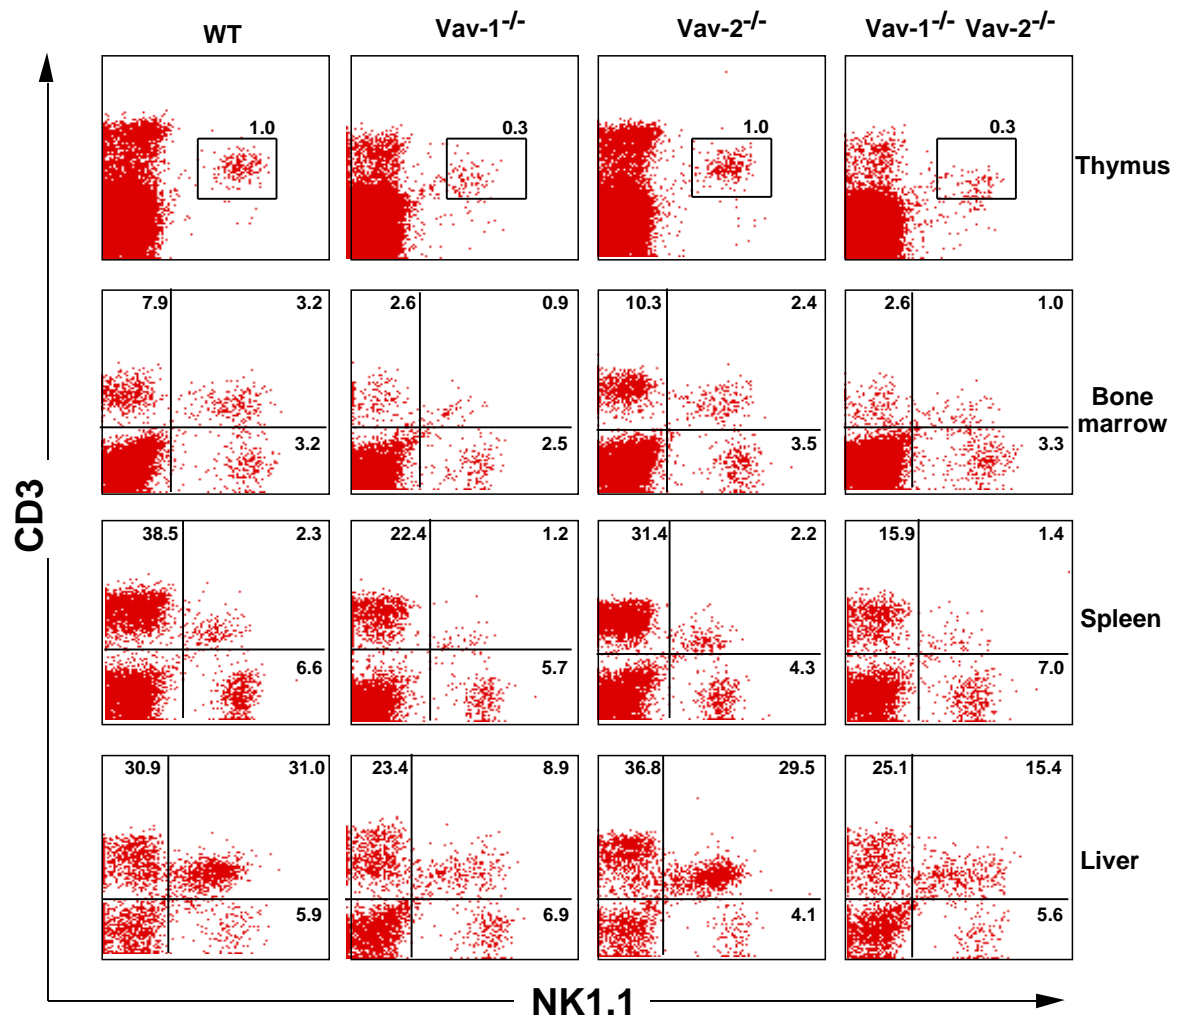 WT
Vav-1-/-
Vav-2-/-
Vav-1-/- Vav-2-/-
1.0
0.3
1.0
0.3
Thymus
7.9 3.2
3.2
2.6 0.9
2.5
10.3 2.4
3.5
2.6 1.0
3.3
Bone
marrow
38.5 2.3
6.6
22.4 1.2
5.7
31.4 2.2
4.3
15.9 1.4
7.0
Spleen
30.9 31.0
5.9
23.4 8.9
6.9
36.8 29.5
4.1
25.1 15.4
5.6
Liver
CD3
NK1.1